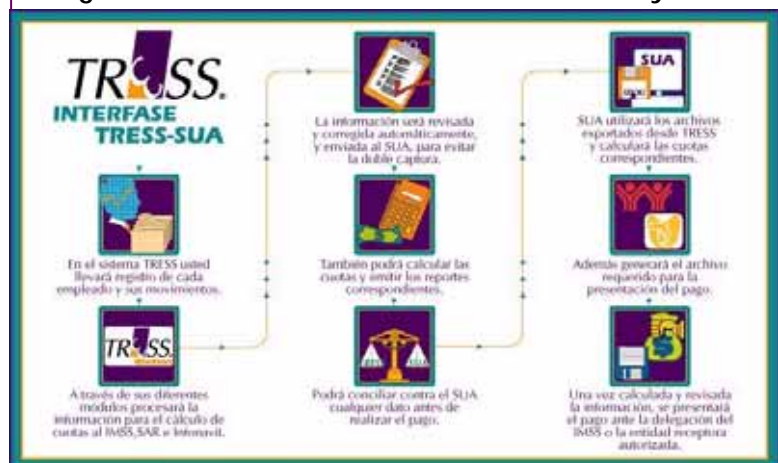 TRESS.
INTERFASE
TRESS-SUA
En el sistema TRESS usted
llevará registro de cada
empleado y sus movimientos.
TRESS.
A través de sus diferentes
módulos procesará la
información para el cálculo de
cuotas al IMSS,SAR e Infonavit.
La información será revisada
y corregida automáticamente,
y enviada al SUA, para evitar
la doble captura.
También podrá calcular las
cuotas y emitir los reportes
correspondientes.
Podrá conciliar contra el SUA
cualquier dato antes de
realizar el pago.
SUA
SUA utilizará los archivos
exportados desde TRESS
y calculará las cuotas
correspondientes.
Además generará el archivo
requerido para la
presentación del pago.
Una vez calculada y revisada
la información, se presentará
el pago ante la delegación del
IMSS o la entidad receptora
autorizada.